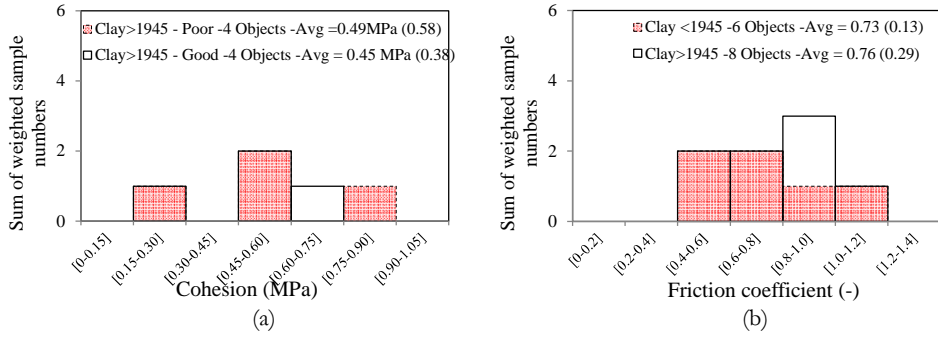 Clay>1945 - Poor -4 Objects -Avg =0.49MPa (0.58)
Clay>1945 - Good -4 Objects -Avg = 0.45 MPa (0.38)
Sum of weighted sample
numbers
6
4
2
0
[0-0.15]
[0.15-0.30]
[0.30-0.45]
[0.45-0.60]
[0.60-0.75]
[0.75-0.90]
[0.90-1.05]
Cohesion (MPa)
(a)
Clay <1945 -6 Objects -Avg = 0.73 (0.13)
Clay>1945 -8 Objects -Avg = 0.76 (0.29)
Sum of weighted sample
numbers
6
4
2
0
[0-0.2]
[0.2-0.4]
[0.4-0.6]
[0.6-0.8]
[0.8-1.0]
[1.0-1.2]
[1.2-1.4]
Friction coefficient (-)
(b)